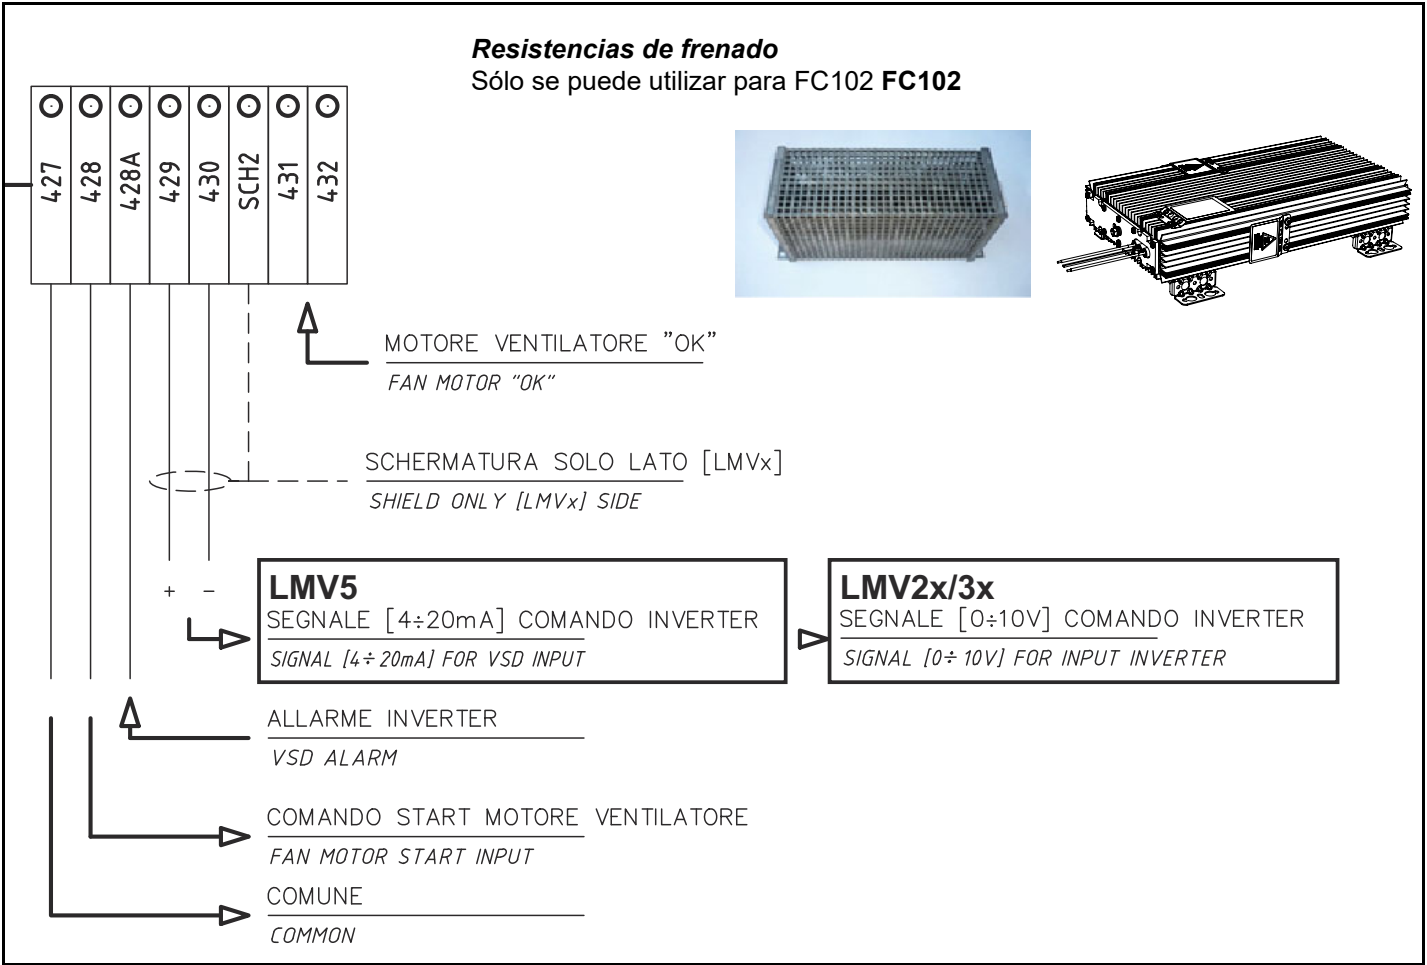 Resistencias de frenado
Sólo se puede utilizar para FC102 FC102
427
428
428A
429
430
SCH2
431
432
MOTORE VENTILATORE "OK"
FAN MOTOR "OK"
SCHERMATURA SOLO LATO [LMVx]
SHIELD ONLY [LMVx] SIDE
+ −
LMV5
SEGNALE [4÷20mA] COMANDO INVERTER
SIGNAL [4÷20mA] FOR VSD INPUT
LMV2x/3x
SEGNALE [0÷10V] COMANDO INVERTER
SIGNAL [0÷10V] FOR INPUT INVERTER
ALLARME INVERTER
VSD ALARM
COMANDO START MOTORE VENTILATORE
FAN MOTOR START INPUT
COMUNE
COMMON